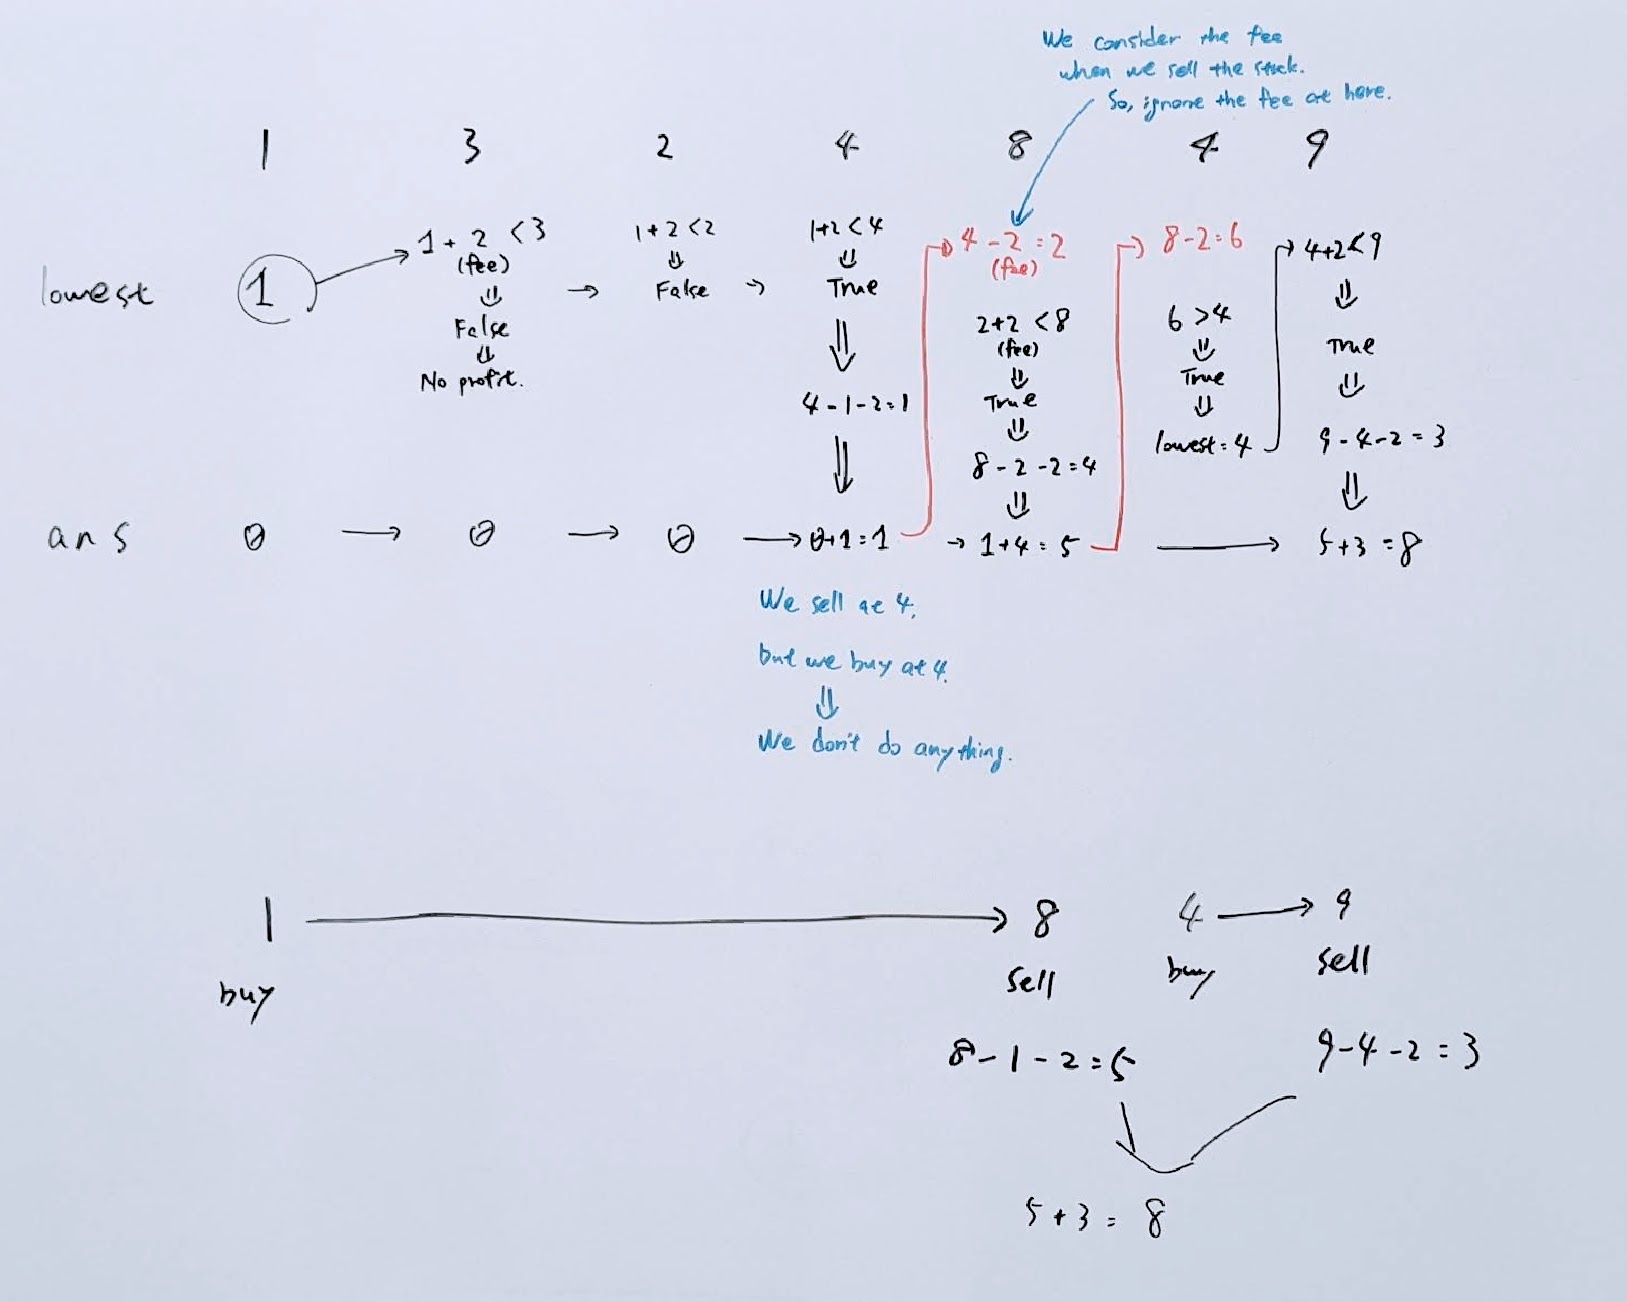 We consider the fee
when we sell the stock.
So, ignore the fee at here.
1 3 2 4 8 4 9
lowest
1
1 + 2 < 3
(fee)
⇓
False
⇓
No profit.
→
1 + 2 < 2
⇓
False
→
1+2 < 4
⇓
True
⇓
4 - 1 - 2 = 1
⇓
4 - 2 = 2
(fee)
2+2 < 8
(fee)
⇓
True
⇓
8 - 2 - 2 = 4
⇓
8 - 2 = 6
6 > 4
⇓
True
⇓
lowest = 4
4+2 < 9
⇓
True
⇓
9 - 4 - 2 = 3
⇓
ans 0 → 0 → 0 → 0+1 = 1 → 1+4 = 5 → 5+3 = 8
We sell at 4,
but we buy at 4.
⇓
We don't do anything.
1 → 8 4 → 9
buy sell buy sell
8 - 1 - 2 = 5 9 - 4 - 2 = 3
5 + 3 = 8